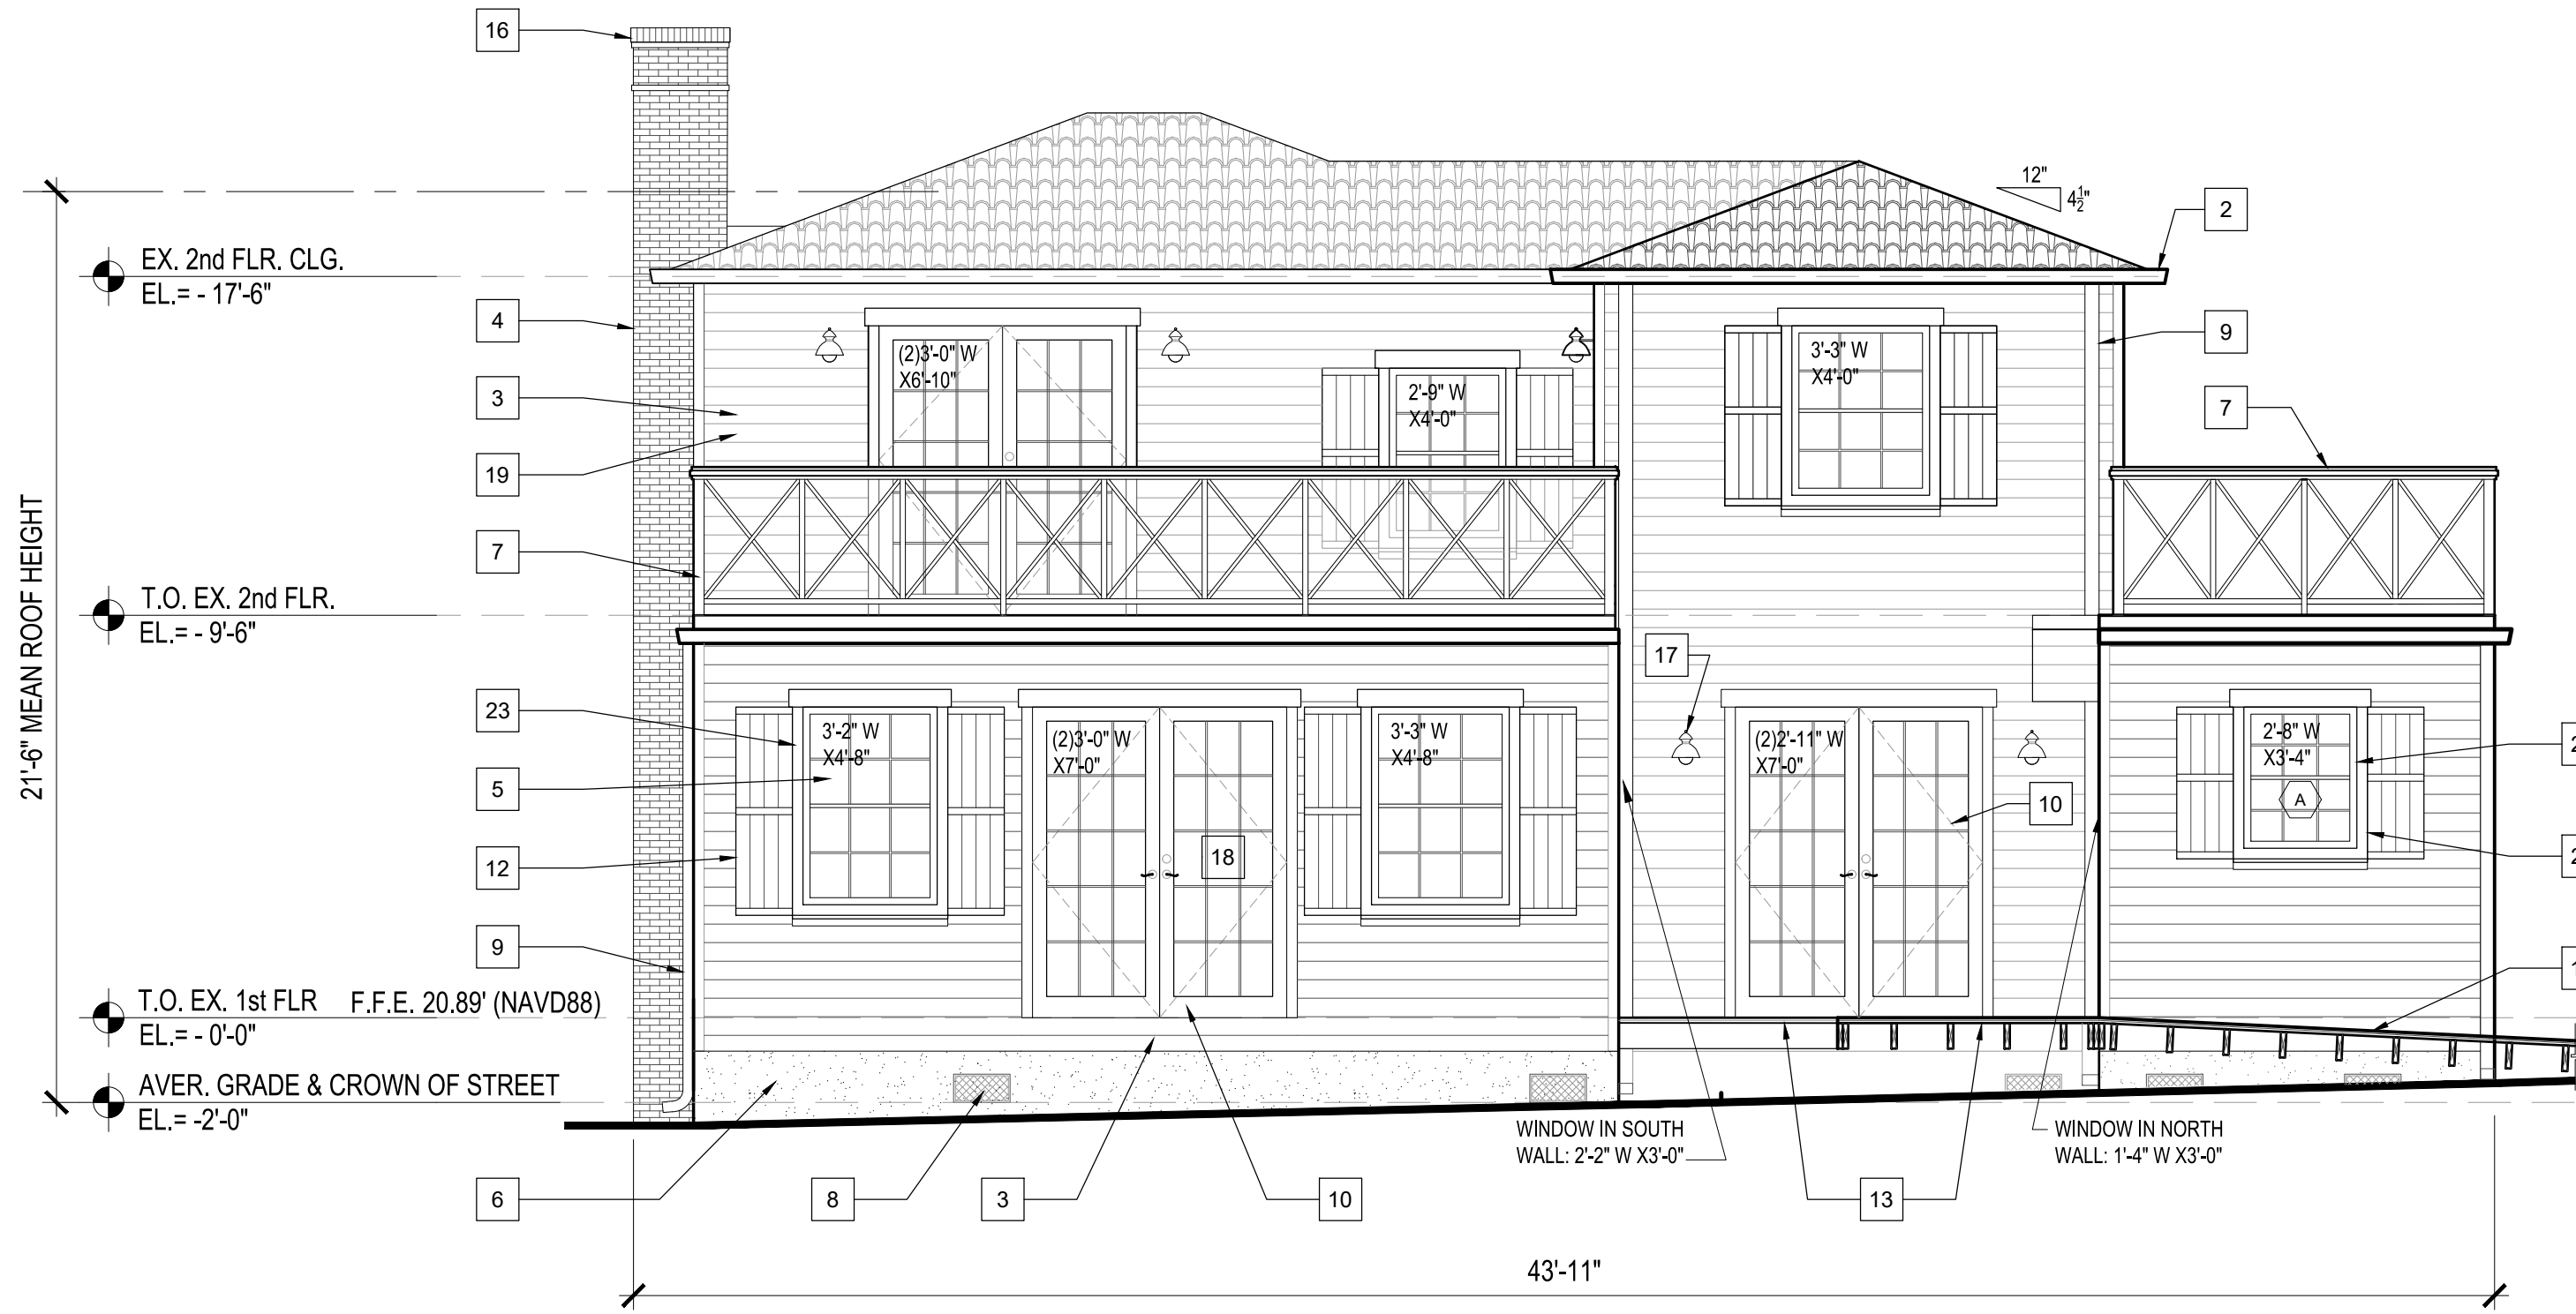 16
12"
4½"
2
EX. 2nd FLR. CLG.
EL.= - 17'-6"
4
9
(2)3'-0" W
X6'-10"
3'-3" W
X4'-0"
2'-9" W
X4'-0"
3
7
19
21'-6" MEAN ROOF HEIGHT
7
T.O. EX. 2nd FLR.
EL.= - 9'-6"
17
23
3'-2" W
X4'-8"
(2)3'-0" W
X7'-0"
3'-3" W
X4'-8"
(2)2'-11" W
X7'-0"
2'-8" W
X3'-4"
5
A
10
18
12
9
T.O. EX. 1st FLR F.F.E. 20.89' (NAVD88)
EL.= - 0'-0"
AVER. GRADE & CROWN OF STREET
EL.= -2'-0"
WINDOW IN SOUTH
WALL: 2'-2" W X3'-0"
WINDOW IN NORTH
WALL: 1'-4" W X3'-0"
6
8
3
10
13
43'-11"